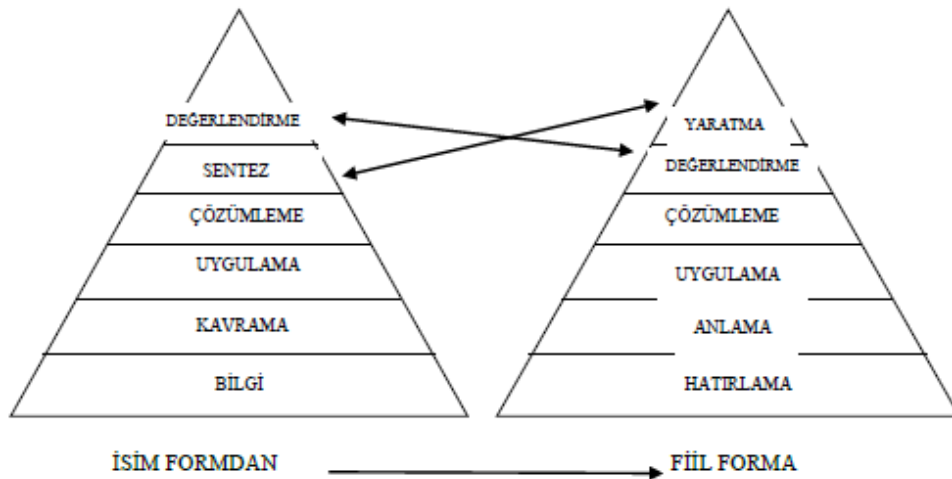 DEĞERLENDİRME
SENTEZ
ÇÖZÜMLEME
UYGULAMA
KAVRAMA
BİLGİ
YARATMA
DEĞERLENDİRME
ÇÖZÜMLEME
UYGULAMA
ANLAMA
HATIRLAMA
İSİM FORMDAN
FİİL FORMA